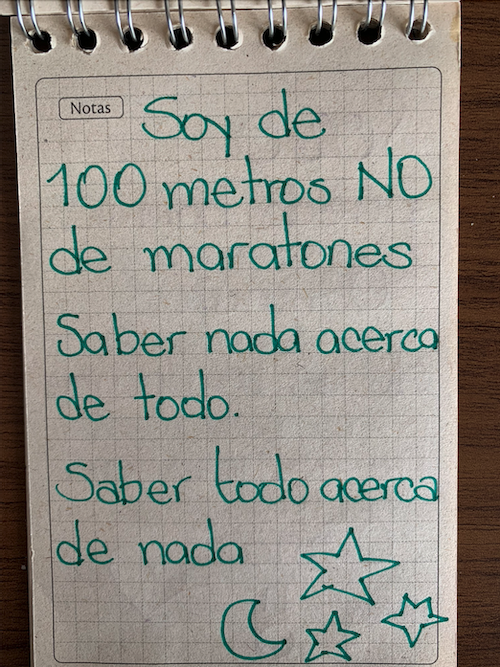 Notas
Soy de
100 metros NO
de maratones
Saber nada acerca
de todo.
Saber todo acerca
de nada